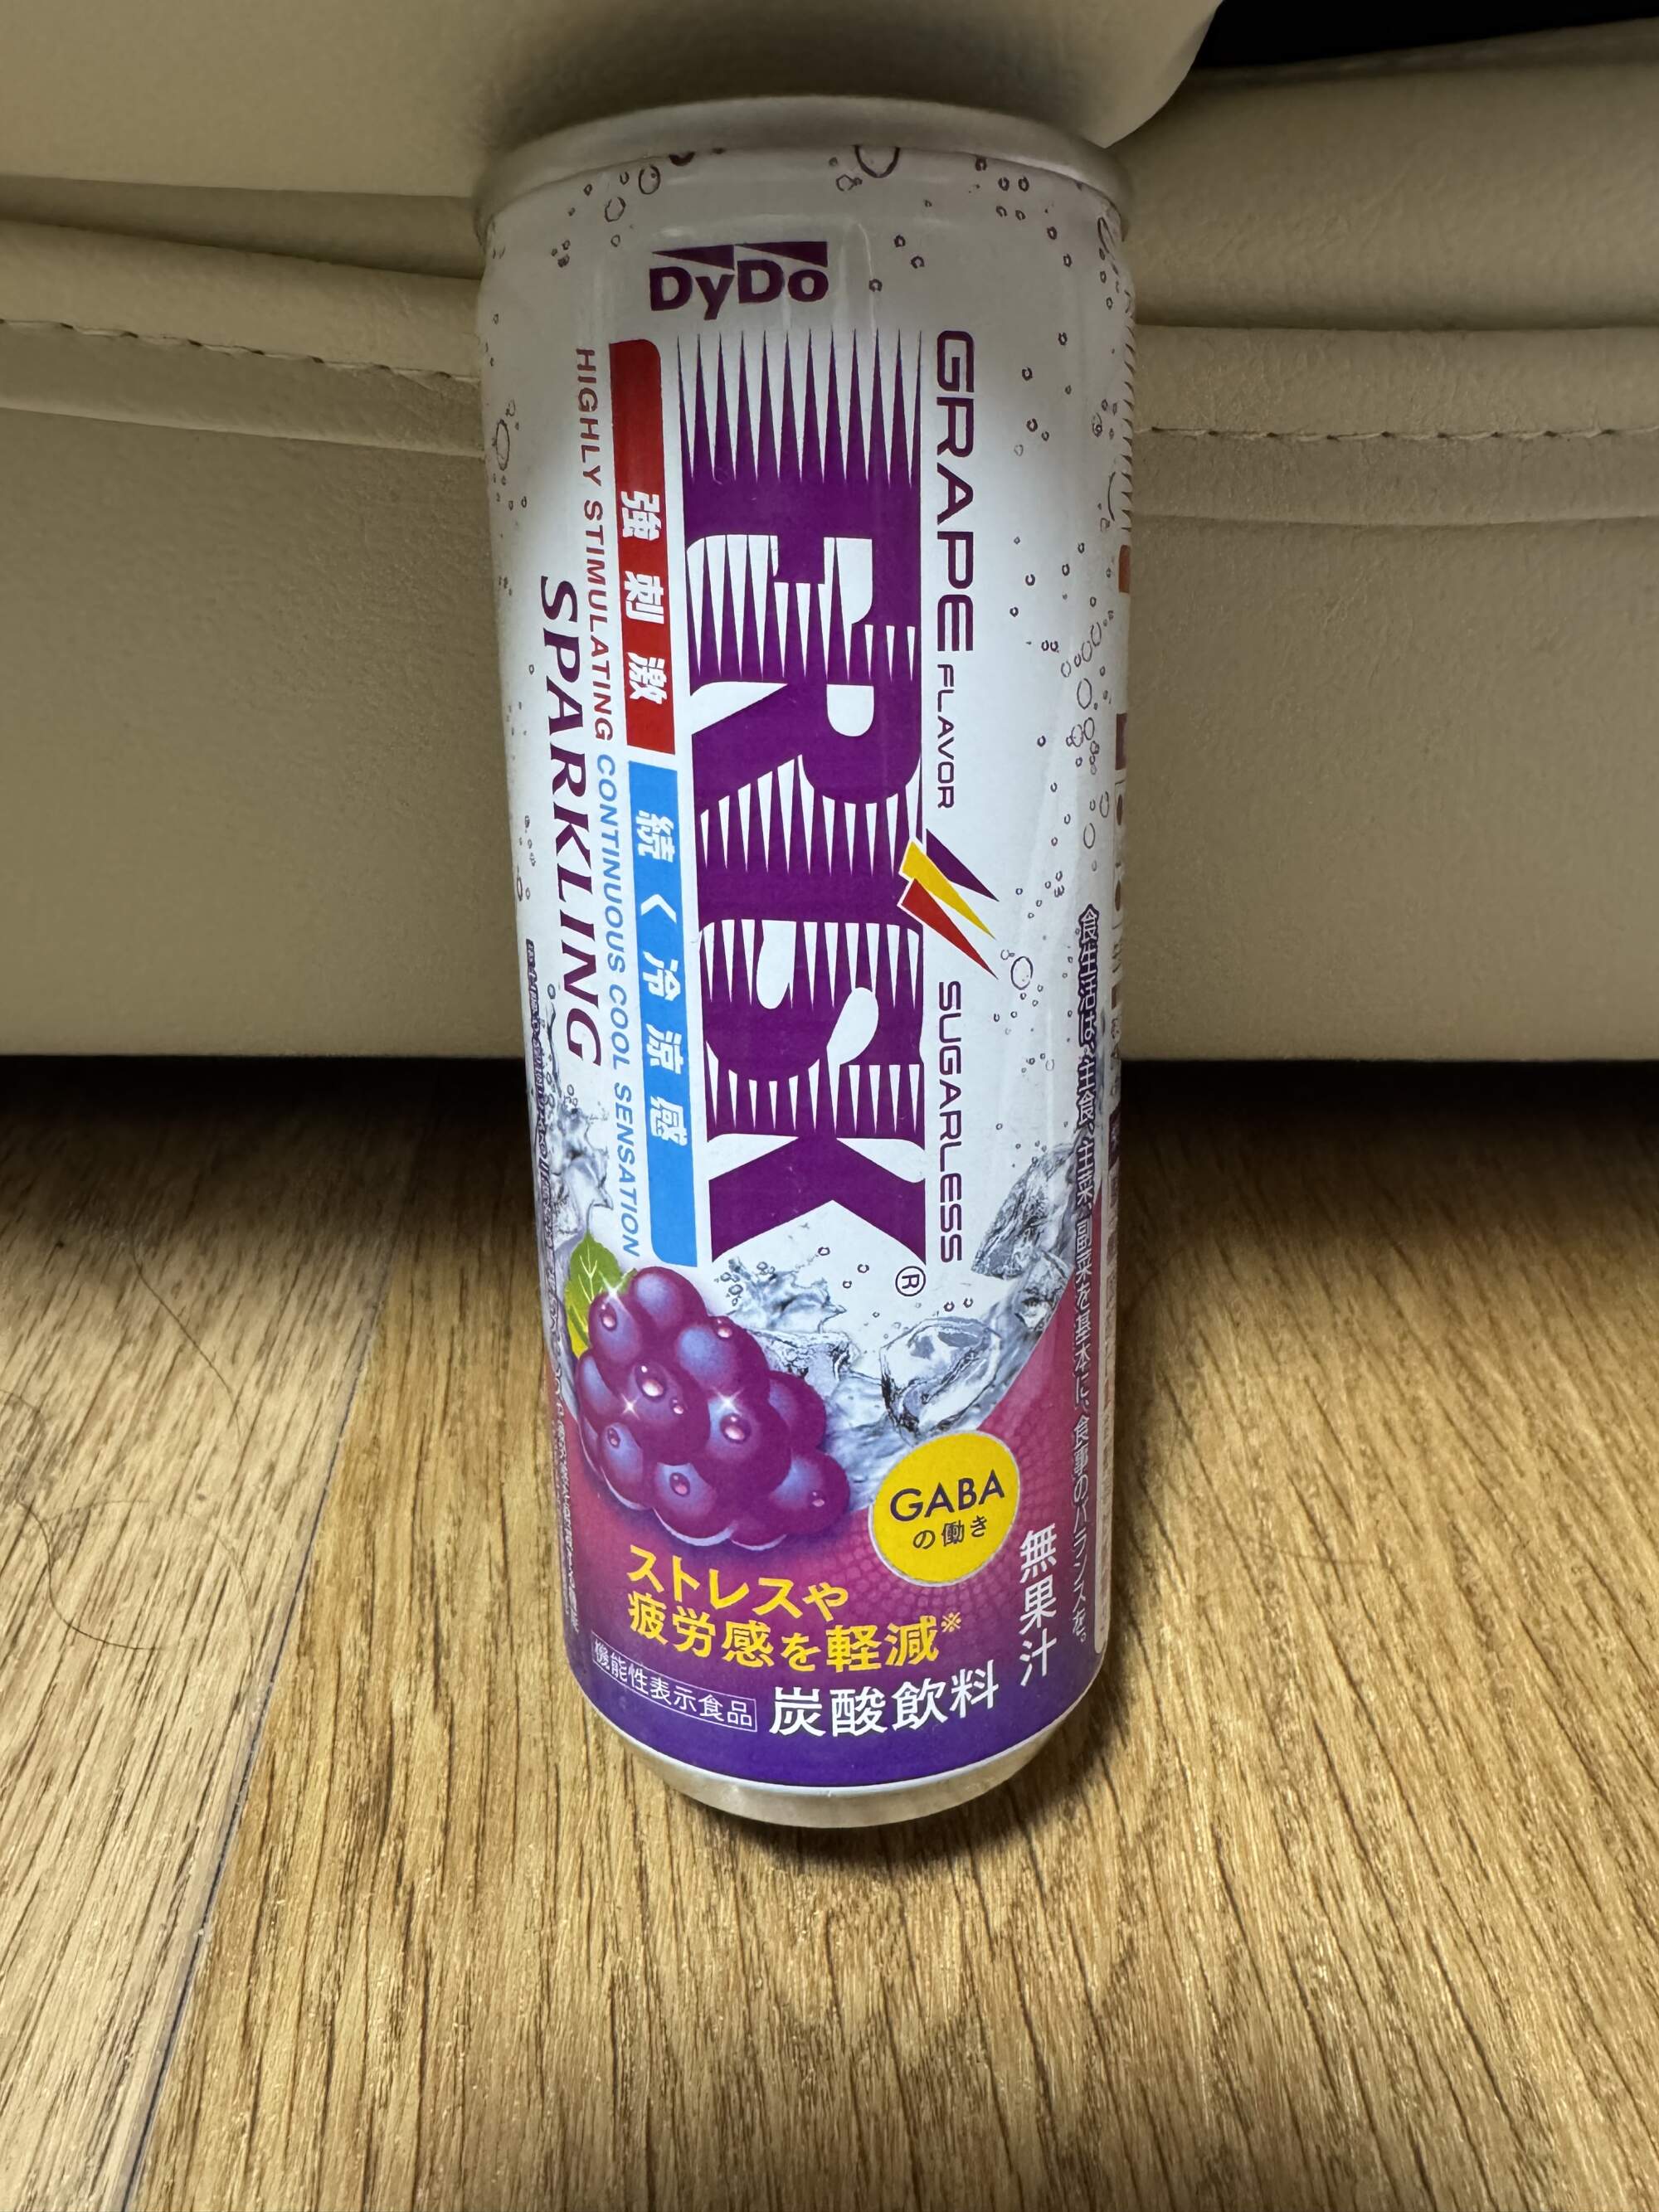 DyDo
GRAPE FLAVOR SUGARLESS
FRISK®
強刺激 続く冷涼感
HIGHLY STIMULATING CONTINUOUS COOL SENSATION
SPARKLING
GABA
の働き
ストレスや
疲労感を軽減※
機能性表示食品
炭酸飲料
無果汁
食生活は、主食、主菜、副菜を基本に、食事のバランスを。